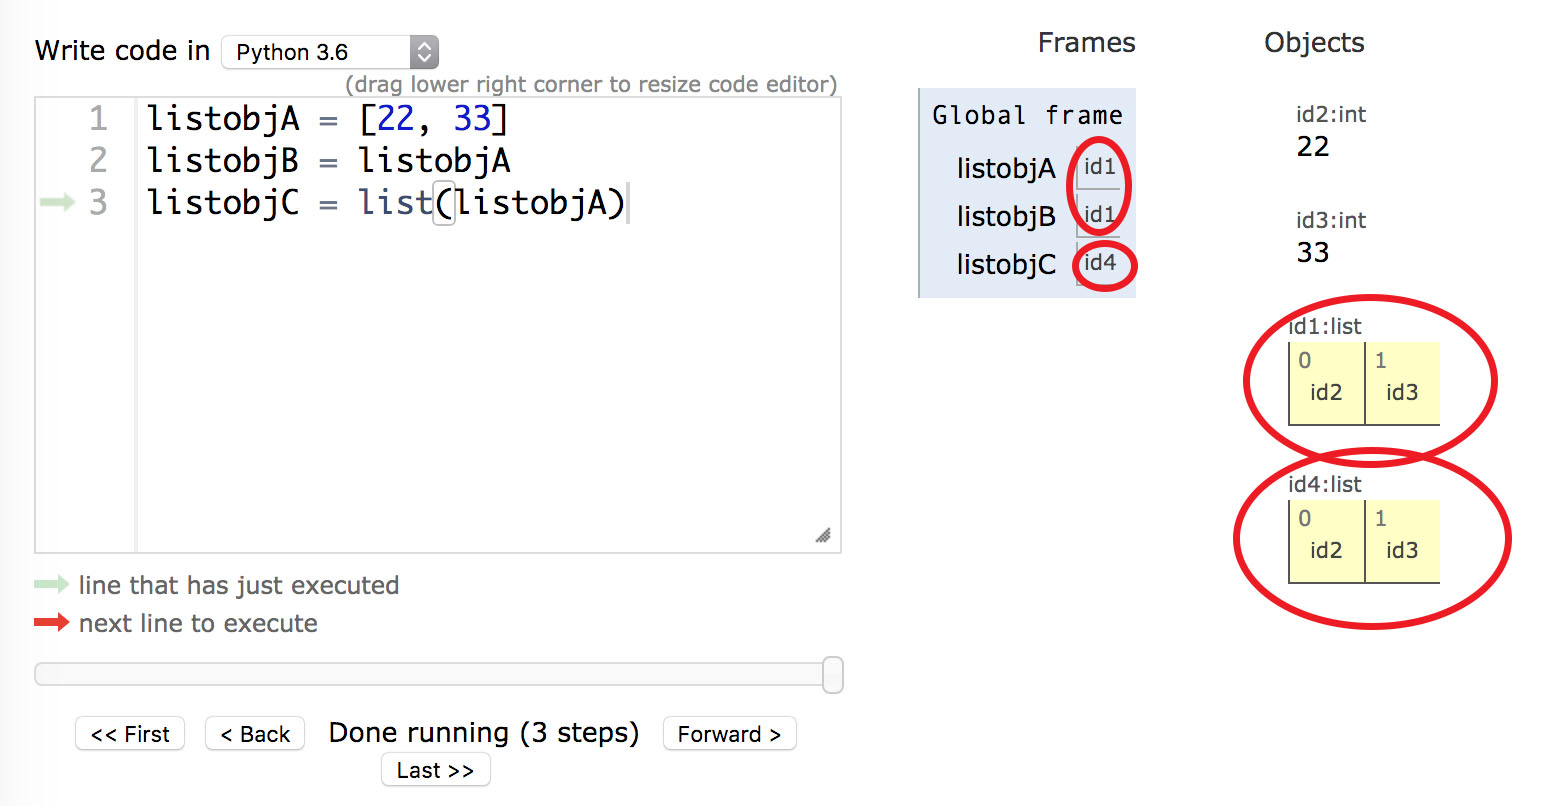 Write code in Python 3.6
(drag lower right corner to resize code editor)
1 listobjA = [22, 33]
2 listobjB = listobjA
3 listobjC = list(listobjA)
line that has just executed
next line to execute
<< First < Back Done running (3 steps) Forward >
Last >>
Frames Objects
Global frame
listobjA id1
listobjB id1
listobjC id4
id2:int
22
id3:int
33
id1:list
0 1
id2 id3
id4:list
0 1
id2 id3